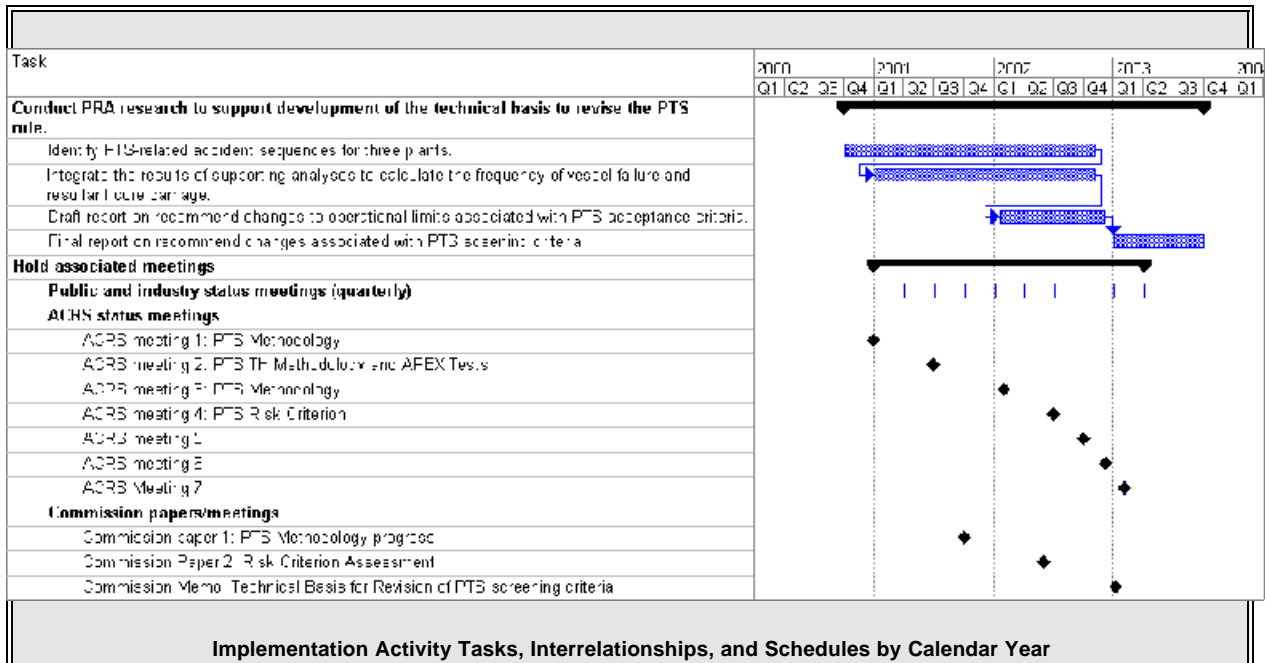 Task
2000 2001 2002 2003 200
Q1 Q2 Q3 Q4 Q1 Q2 Q3 Q4 Q1 Q2 Q3 Q4 Q1 Q2 Q3 Q4 Q1
Conduct PRA research to support development of the technical basis to revise the PTS
rule.
Identify PTS-related accident sequences for three plants.
Integrate the results of supporting analyses to calculate the frequency of vessel failure and
resultant core damage.
Draft report on recommend changes to operational limits associated with PTS acceptance criteria.
Final report on recommend changes associated with PTS screening criteria
Hold associated meetings
Public and industry status meetings (quarterly)
ACRS status meetings
ACRS meeting 1: PTS Methodology
ACRS meeting 2: PTS TH Methodology and APEX Tests
ACRS meeting 3: PTS Methodology
ACRS meeting 4: PTS Risk Criterion
ACRS meeting 5
ACRS meeting 6
ACRS Meeting 7
Commission papers/meetings
Commission paper 1: PTS Methodology progress
Commission Paper 2: Risk Criterion Assessment
Commission Memo: Technical Basis for Revision of PTS screening criteria
Implementation Activity Tasks, Interrelationships, and Schedules by Calendar Year